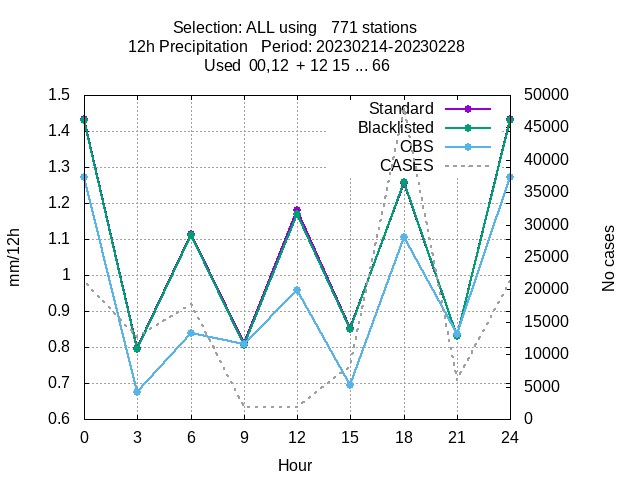 Selection: ALL using   771 stations
12h Precipitation   Period: 20230214-20230228
Used  00,12  + 12 15 ... 66
Standard
Blacklisted
OBS
CASES
1.5
1.4
1.3
1.2
1.1
1
0.9
0.8
0.7
0.6
mm/12h
50000
45000
40000
35000
30000
25000
20000
15000
10000
5000
0
No cases
0 3 6 9 12 15 18 21 24
Hour